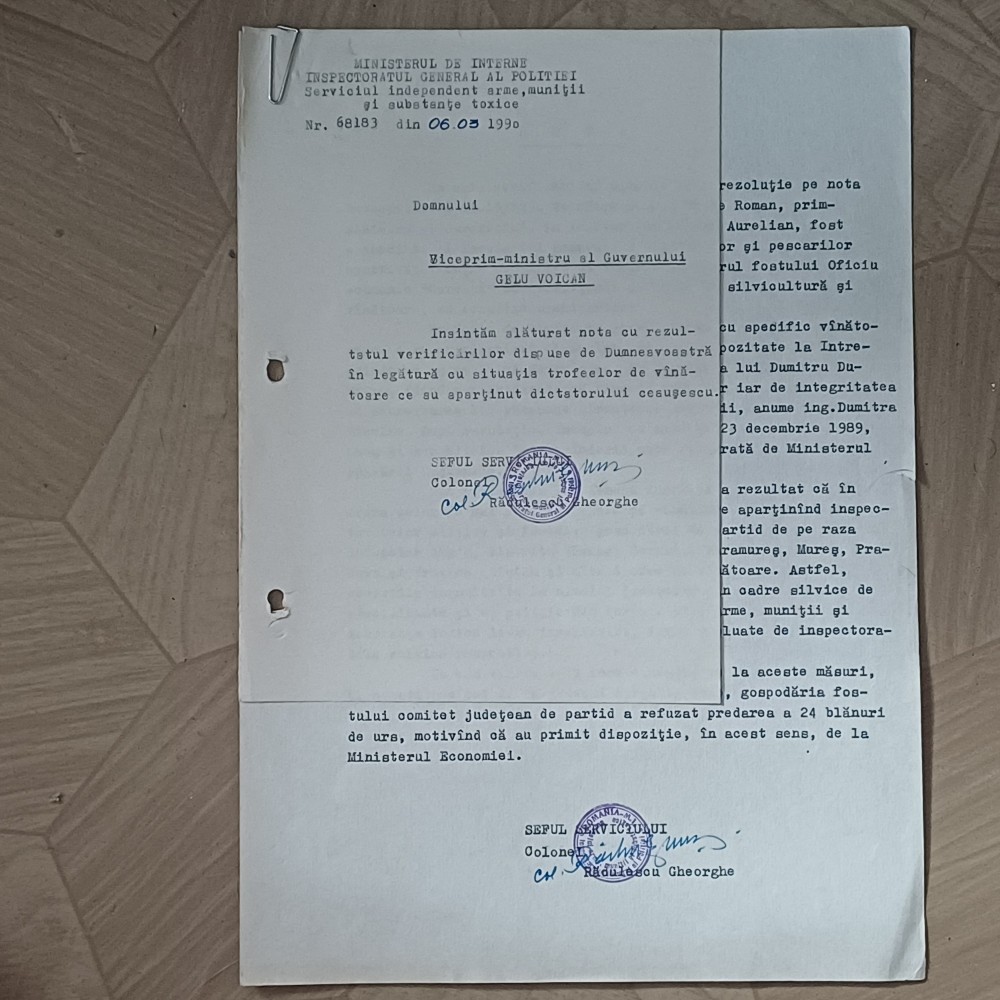 MINISTERUL DE INTERNE
INSPECTORATUL GENERAL AL POLITIEI
Serviciul independent arme,muniţii
şi substanţe toxice
Nr. 68183 din 06.03 1990
Domnului
Viceprim-ministru al Guvernului
GELU VOICAN
Insintăm alăturat nota cu rezul-
tatul verificărilor dispuse de Dumnesvoastră
în legătură cu situaţia trofeelor de vînă-
toare ce au aparţinut dictatorului ceauşescu.
SEFUL SERV
Colonel
col. Rădulescu Gheorghe
rezoluţie pe nota
Roman, prim-
Aurelian, fost
or şi pescarilor
rul fostului Oficiu
silvicultură şi
cu specific vînăto-
pozitate la Intre-
a lui Dumitru Du-
r iar de integritatea
ii, anume ing.Dumitra
23 decembrie 1989,
rată de Ministerul
a rezultat că în
e aparţinînd inspec-
artid de pe raza
ramureş, Mureş, Pra-
ătoare. Astfel,
n cadre silvice de
rme, muniţii şi
luate de inspectora-
la aceste măsuri,
, gospodăria fos-
tului comitet judeţean de partid a refuzat predarea a 24 blănuri
de urs, motivînd că au primit dispoziţie, în acest sens, de la
Ministerul Economiei.
SEFUL SERVICIULUI
ROMANIA
Colonel
col. Rădulescu Gheorghe